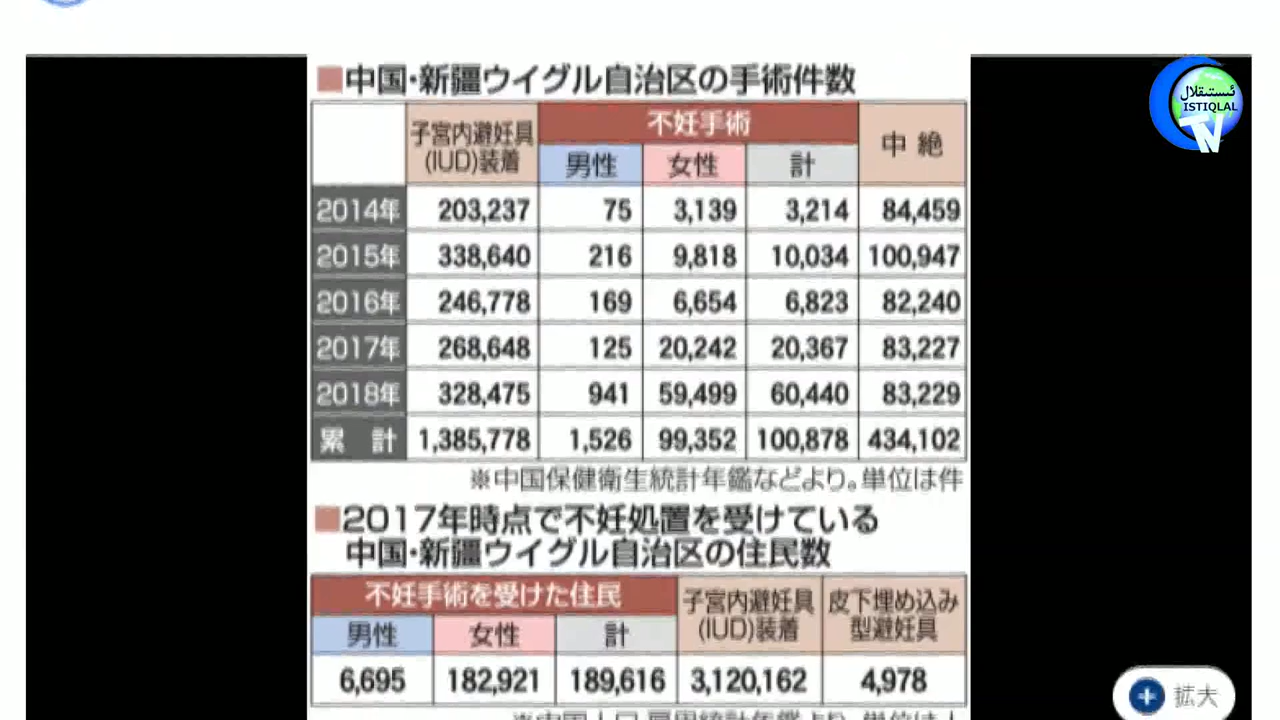 ■中国・新疆ウイグル自治区の手術件数
子宮内避妊具 不妊手術 中絶
(IUD)装着 男性 女性 計
2014年 203,237 75 3,139 3,214 84,459
2015年 338,640 216 9,818 10,034 100,947
2016年 246,778 169 6,654 6,823 82,240
2017年 268,648 125 20,242 20,367 83,227
2018年 328,475 941 59,499 60,440 83,229
累計 1,385,778 1,526 99,352 100,878 434,102
※中国保健衛生統計年鑑などより。単位は件
■2017年時点で不妊処置を受けている
中国・新疆ウイグル自治区の住民数
不妊手術を受けた住民 子宮内避妊具 皮下埋め込み
男性 女性 計 (IUD)装着 型避妊具
6,695 182,921 189,616 3,120,162 4,978
ئىستىقلال
ISTIQLAL
TV
拡大